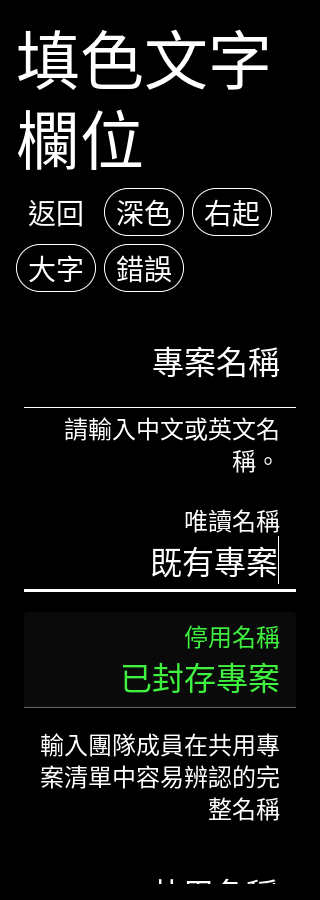 填色文字
欄位
返回 深色 右起
大字 錯誤
專案名稱
請輸入中文或英文名
稱。
唯讀名稱
既有專案
停用名稱
已封存專案
輸入團隊成員在共用專
案清單中容易辨認的完
整名稱